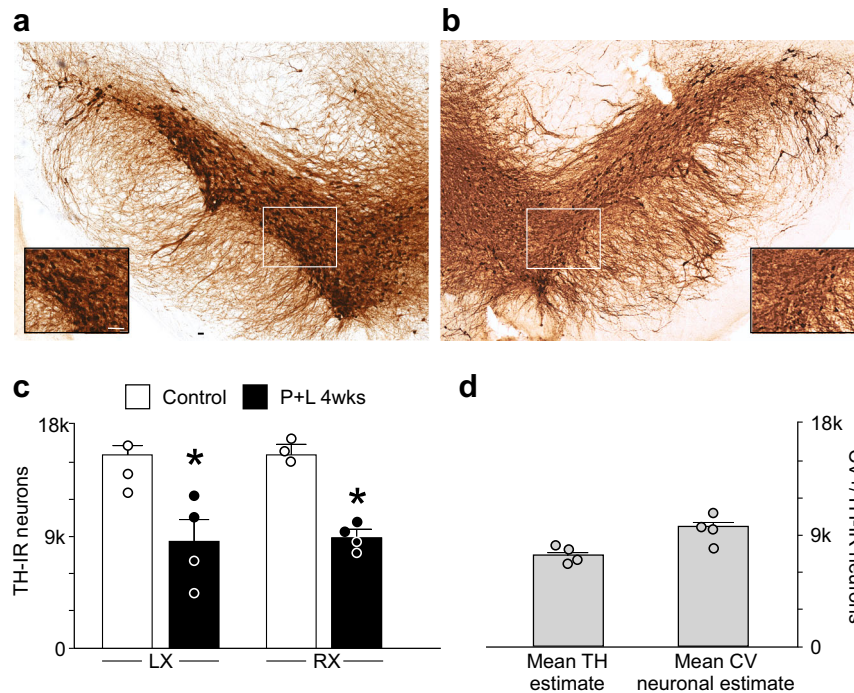 a
b
c
Control
P+L 4wks
18k
9k
0
TH-IR neurons
*
*
LX
RX
d
18k
9k
0
neurons
Mean TH
estimate
Mean CV
neuronal estimate